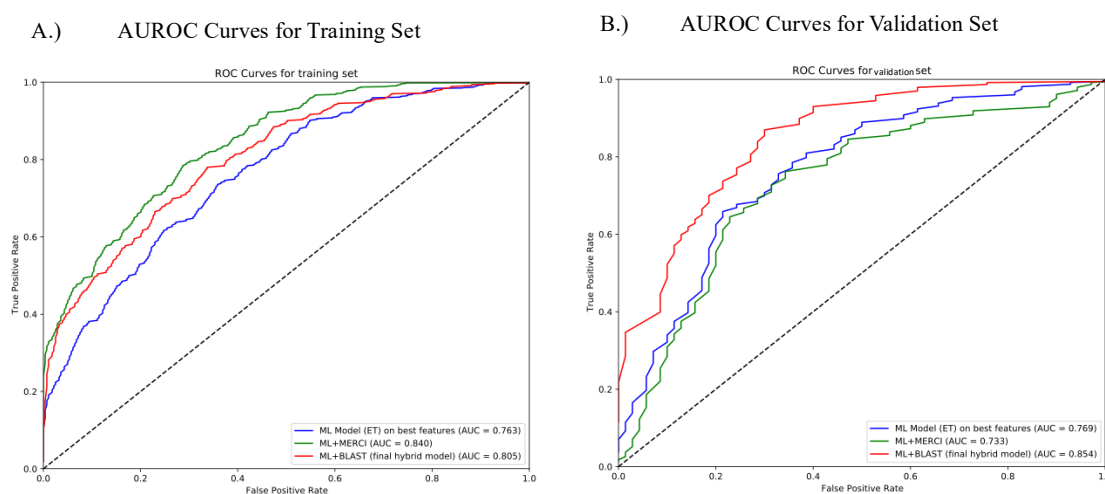 A.) AUROC Curves for Training Set
ROC Curves for training set
True Positive Rate
1.0
0.8
0.6
0.4
0.2
0.0
0.0 0.2 0.4 0.6 0.8 1.0
False Positive Rate
ML Model (ET) on best features (AUC = 0.763)
ML+MERCI (AUC = 0.840)
ML+BLAST (final hybrid model) (AUC = 0.805)
B.) AUROC Curves for Validation Set
ROC Curves for validation set
True Positive Rate
1.0
0.8
0.6
0.4
0.2
0.0
0.0 0.2 0.4 0.6 0.8 1.0
False Positive Rate
ML Model (ET) on best features (AUC = 0.769)
ML+MERCI (AUC = 0.733)
ML+BLAST (final hybrid model) (AUC = 0.854)